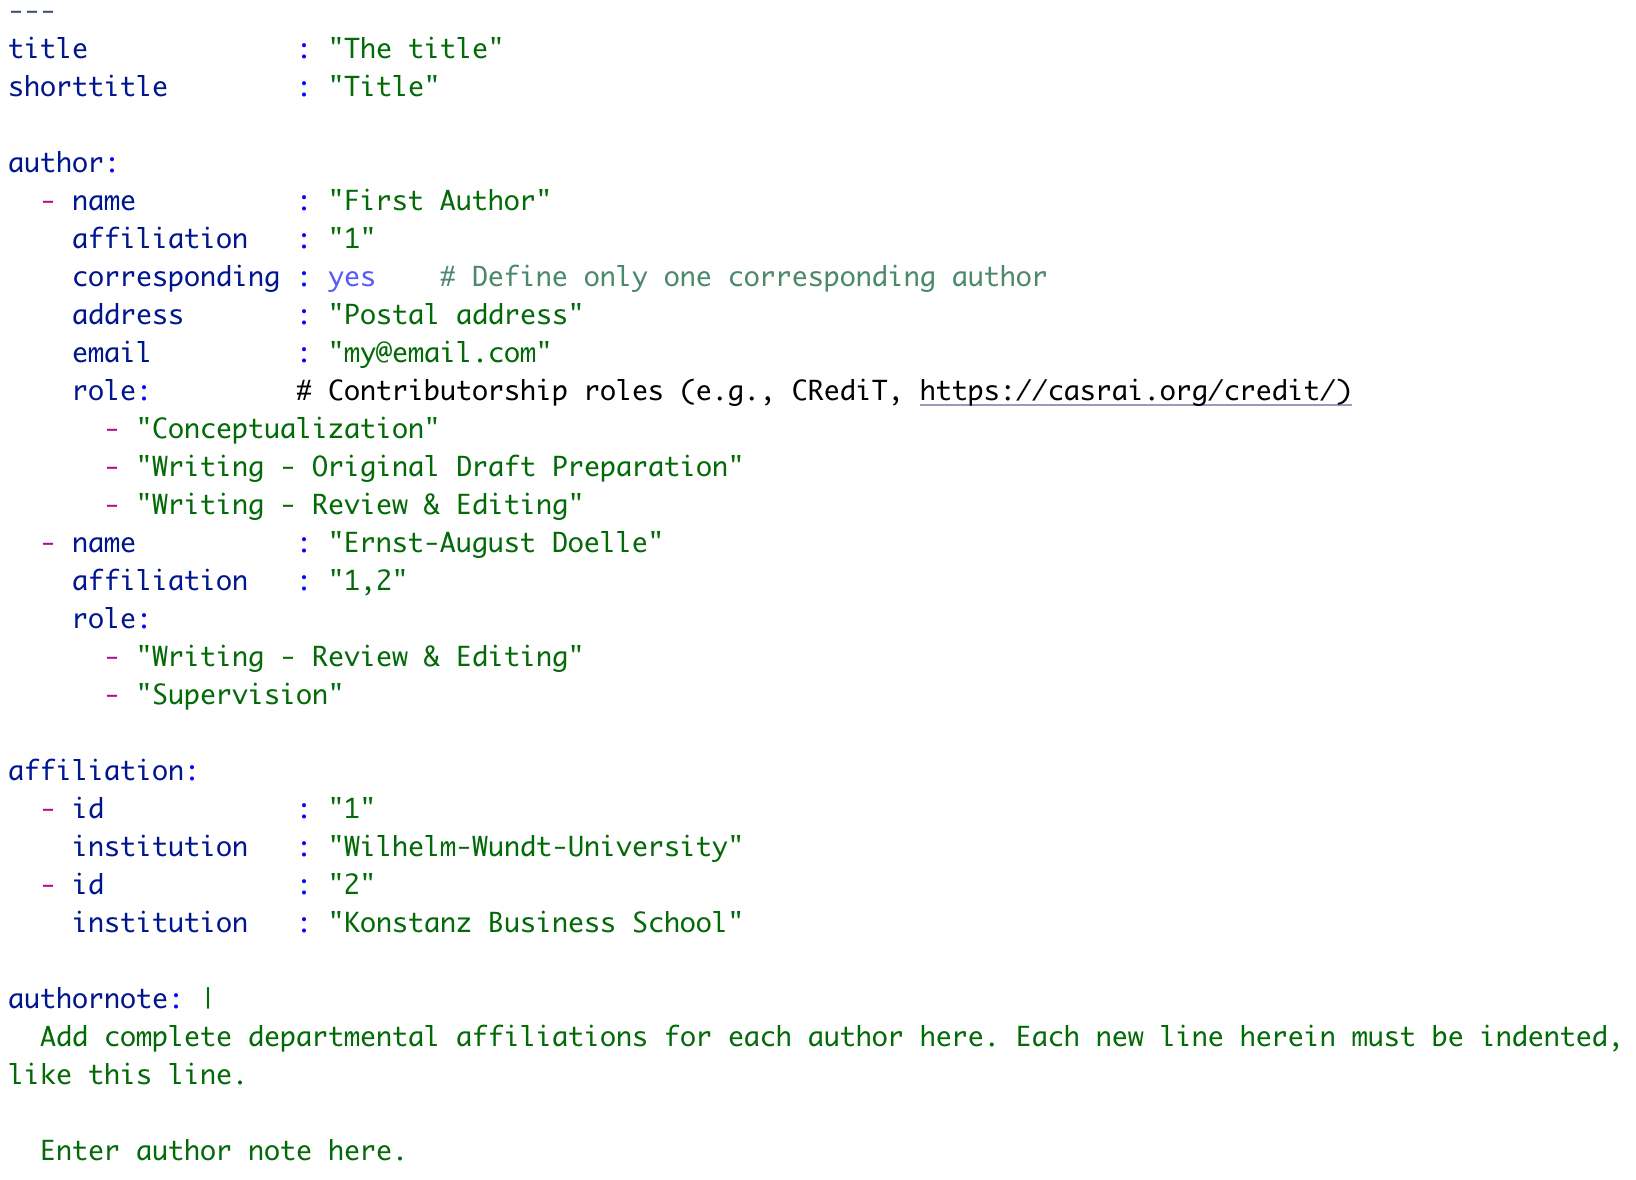 ---
title             : "The title"
shorttitle        : "Title"

author:
  - name          : "First Author"
    affiliation   : "1"
    corresponding : yes    # Define only one corresponding author
    address       : "Postal address"
    email         : "my@email.com"
    role:         # Contributorship roles (e.g., CRediT, https://casrai.org/credit/)
      - "Conceptualization"
      - "Writing - Original Draft Preparation"
      - "Writing - Review & Editing"
  - name          : "Ernst-August Doelle"
    affiliation   : "1,2"
    role:
      - "Writing - Review & Editing"
      - "Supervision"

affiliation:
  - id            : "1"
    institution   : "Wilhelm-Wundt-University"
  - id            : "2"
    institution   : "Konstanz Business School"

authornote: |
  Add complete departmental affiliations for each author here. Each new line herein must be indented,
like this line.

  Enter author note here.